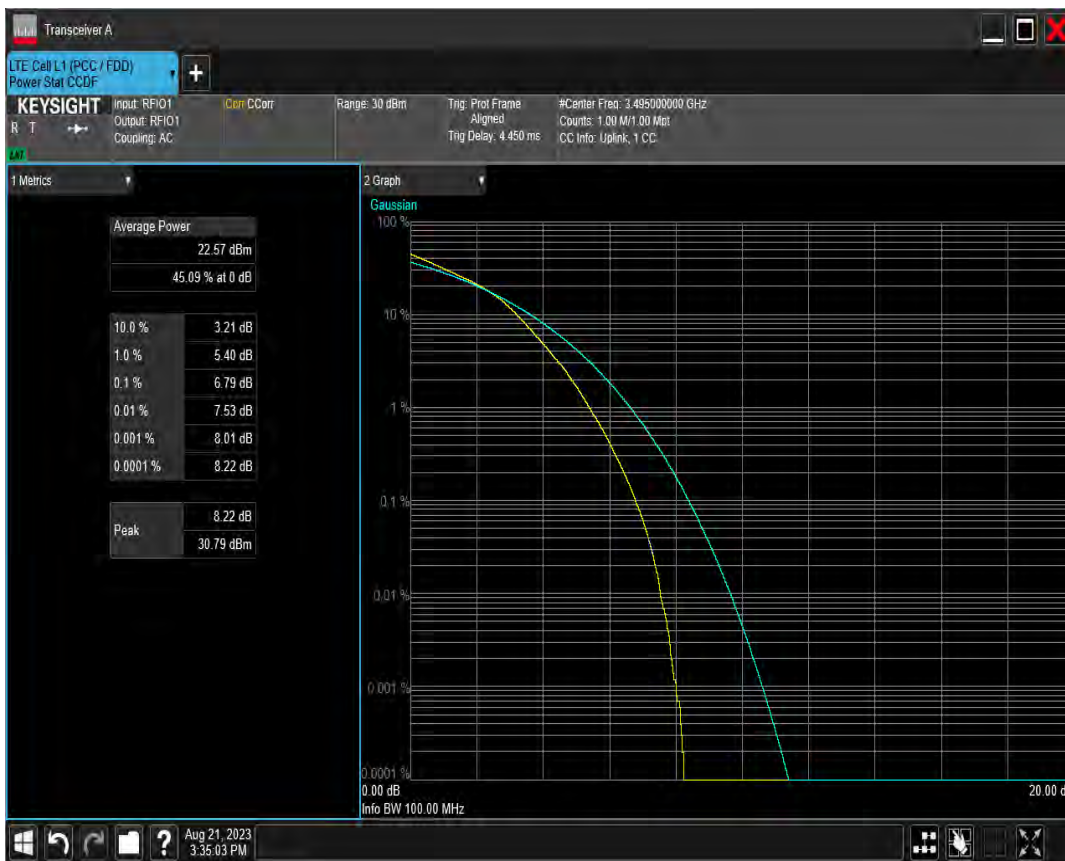 Transceiver A
LTE Cell L1 (PCC / FDD)
Power Stat CCDF
+
KEYSIGHT
R T
LXI
Input: RFIO1
Output: RFIO1
Coupling: AC
Corr CCorr
Range: 30 dBm
Trig: Prot Frame
Aligned
Trig Delay: 4.450 ms
#Center Freq: 3.495000000 GHz
Counts: 1.00 M/1.00 Mpt
CC Info: Uplink, 1 CC
1 Metrics
Average Power
22.57 dBm
45.09 % at 0 dB
10.0 % 3.21 dB
1.0 % 5.40 dB
0.1 % 6.79 dB
0.01 % 7.53 dB
0.001 % 8.01 dB
0.0001 % 8.22 dB
Peak
8.22 dB
30.79 dBm
2 Graph
Gaussian
100 %
10 %
1 %
0.1 %
0.01 %
0.001 %
0.0001 %
0.00 dB
20.00 d
Info BW 100.00 MHz
?
Aug 21, 2023
3:35:03 PM